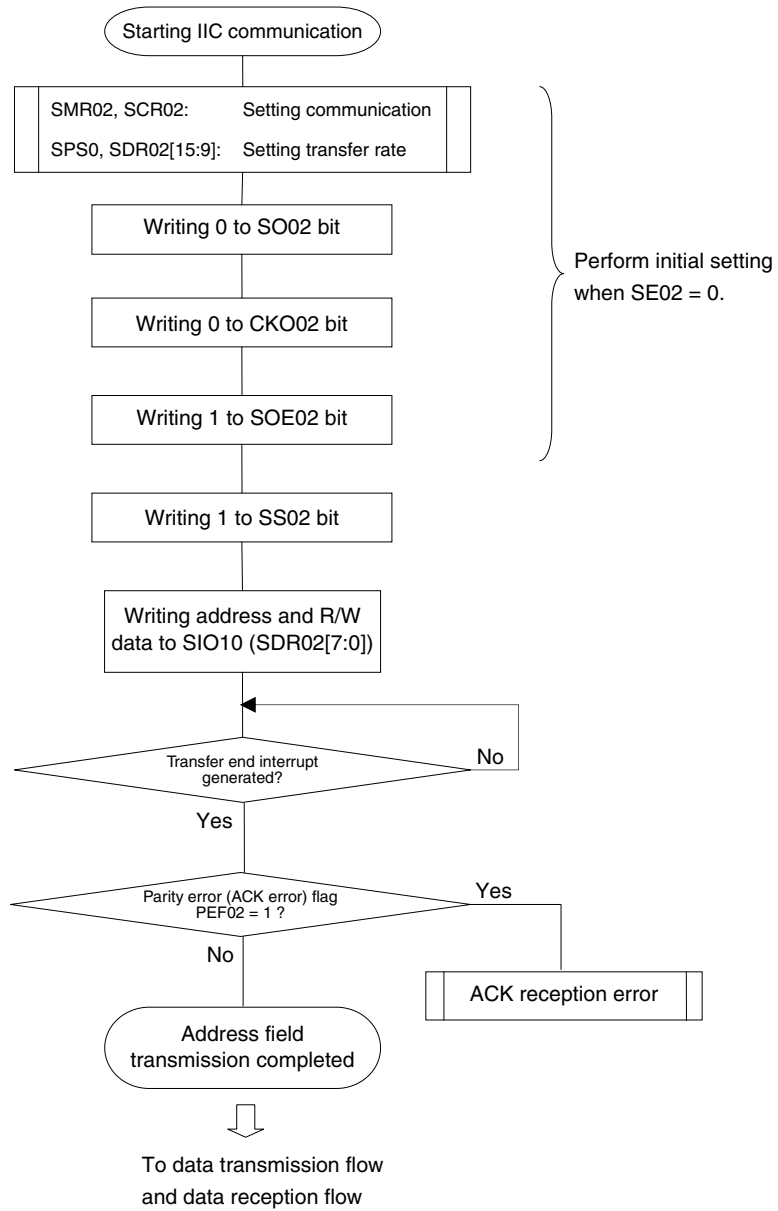 Starting IIC communication
SMR02, SCR02: Setting communication
SPS0, SDR02[15:9]: Setting transfer rate
Writing 0 to SO02 bit
Perform initial setting
when SE02 = 0.
Writing 0 to CKO02 bit
Writing 1 to SOE02 bit
Writing 1 to SS02 bit
Writing address and R/W
data to SIO10 (SDR02[7:0])
Transfer end interrupt
generated?
No
Yes
Parity error (ACK error) flag
PEF02 = 1 ?
Yes
No
ACK reception error
Address field
transmission completed
To data transmission flow
and data reception flow